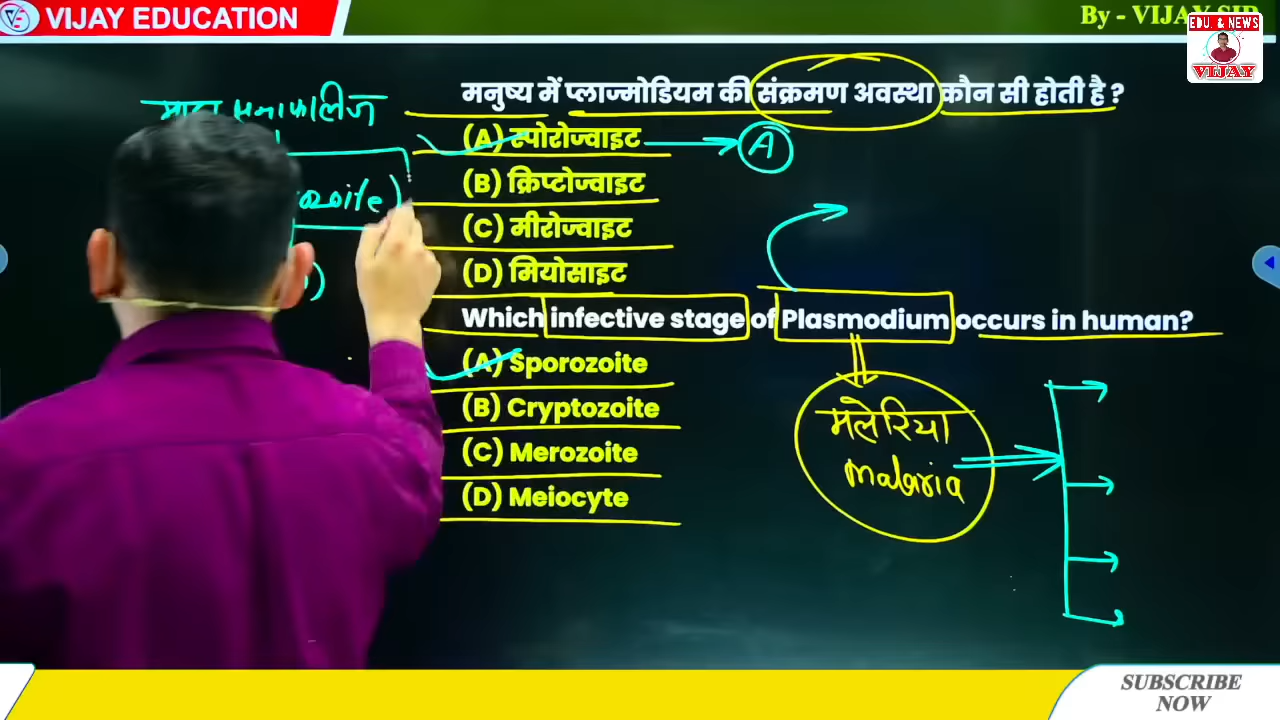 VIJAY EDUCATION
By - VIJAY SIR
EDU. & NEWS
VIJAY
मनुष्य में प्लाज्मोडियम की संक्रमण अवस्था कौन सी होती है ?
(A) स्पोरोज्वाइट → A
(B) क्रिप्टोज्वाइट
(C) मीरोज्वाइट
(D) मियोसाइट
Which infective stage of Plasmodium occurs in human?
(A) Sporozoite
(B) Cryptozoite
(C) Merozoite
(D) Meiocyte
मलेरिया
malaria
SUBSCRIBE
NOW